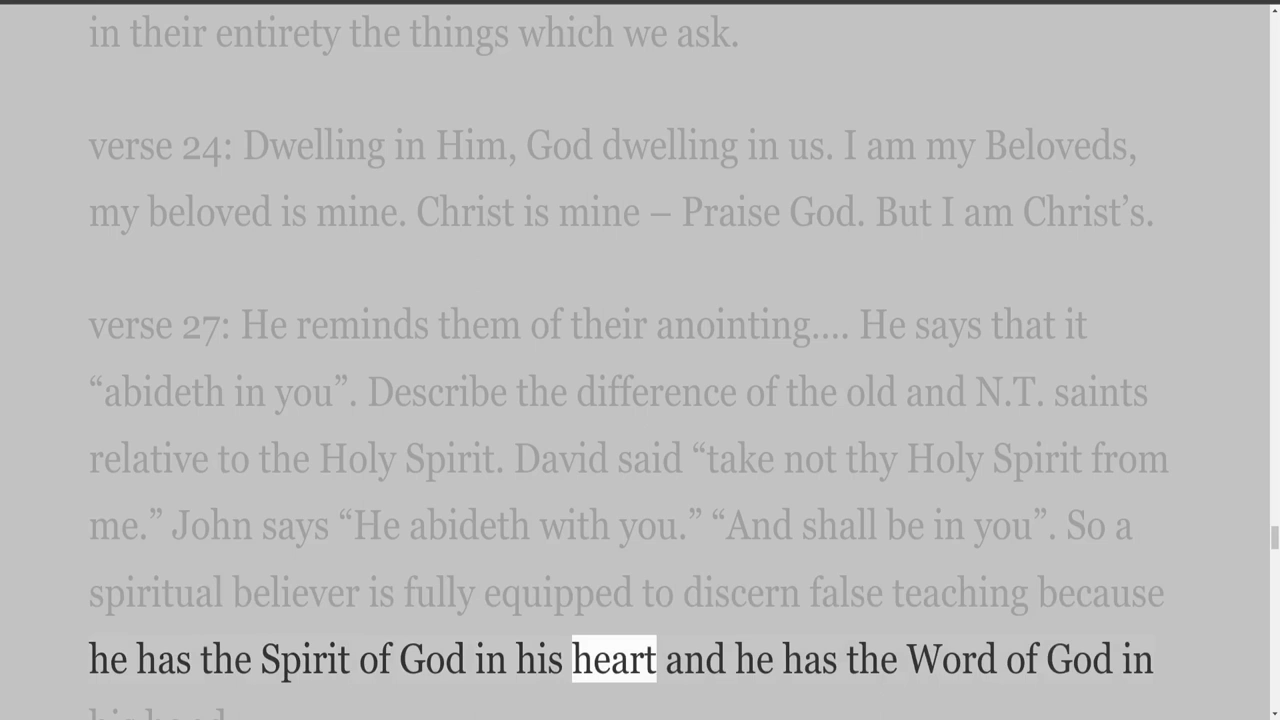 in their entirety the things which we ask.
verse 24: Dwelling in Him, God dwelling in us. I am my Beloveds,
my beloved is mine. Christ is mine – Praise God. But I am Christ’s.
verse 27: He reminds them of their anointing.... He says that it
“abideth in you”. Describe the difference of the old and N.T. saints
relative to the Holy Spirit. David said “take not thy Holy Spirit from
me.” John says “He abideth with you.” “And shall be in you”. So a
spiritual believer is fully equipped to discern false teaching because
he has the Spirit of God in his heart and he has the Word of God in
his head